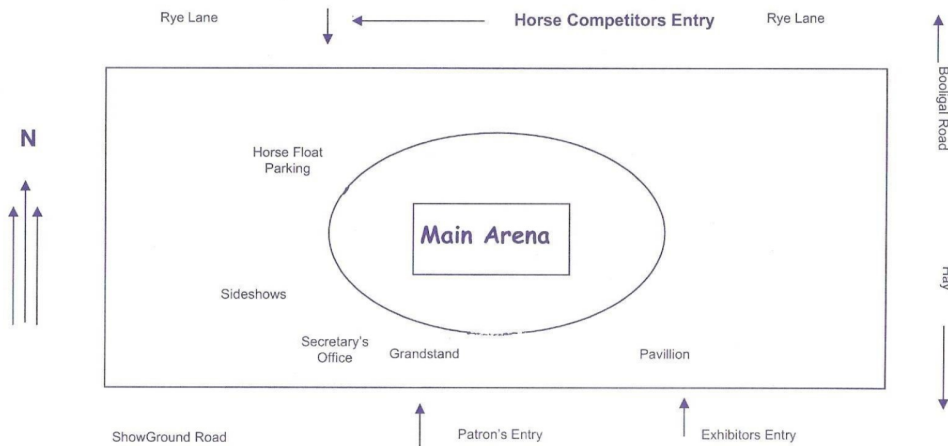 Rye Lane
Horse Competitors Entry
Rye Lane
Booligal Road
N
Horse Float
Parking
Main Arena
Hay
Sideshows
Secretary's
Office
Grandstand
Pavillion
ShowGround Road
Patron's Entry
Exhibitors Entry